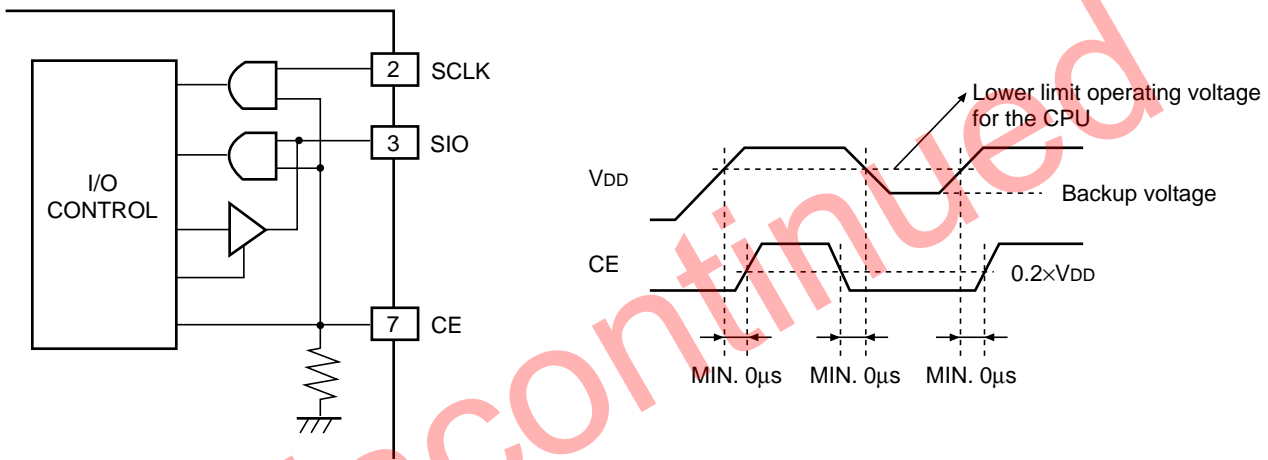 2 SCLK
3 SIO
I/O
CONTROL
7 CE
Lower limit operating voltage
for the CPU
VDD
Backup voltage
CE
0.2×VDD
MIN. 0μs MIN. 0μs MIN. 0μs
iscontinued